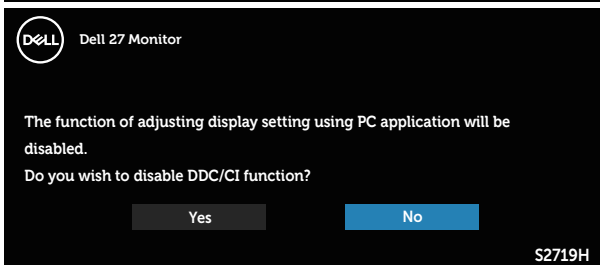 DELL
Dell 27 Monitor
The function of adjusting display setting using PC application will be
disabled.
Do you wish to disable DDC/CI function?
Yes
No
S2719H